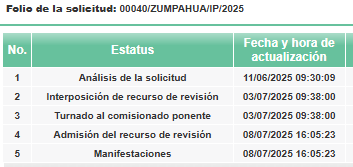 Folio de la solicitud: 00040/ZUMPAHUA/IP/2025
No. Estatus Fecha y hora de actualización
1 Análisis de la solicitud 11/06/2025 09:30:09
2 Interposición de recurso de revisión 03/07/2025 09:38:00
3 Turnado al comisionado ponente 03/07/2025 09:38:00
4 Admisión del recurso de revisión 08/07/2025 16:05:23
5 Manifestaciones 08/07/2025 16:05:23